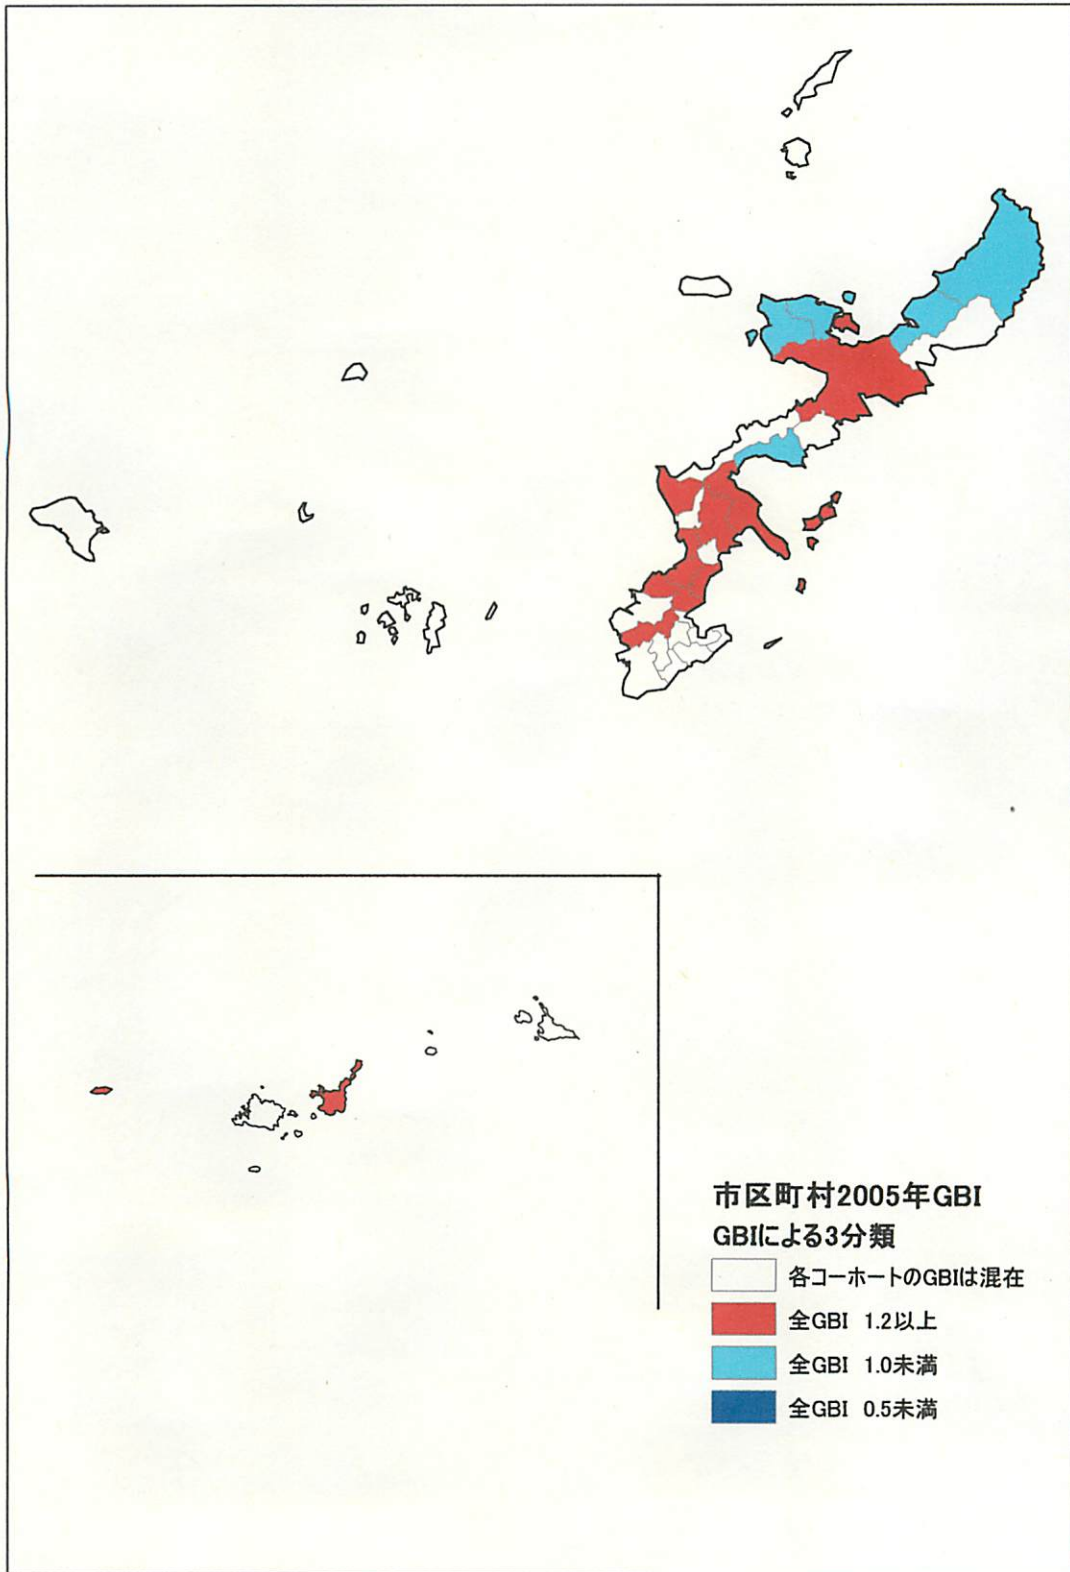 市区町村2005年GBI
GBIによる3分類
各コーホートのGBIは混在
全GBI 1.2以上
全GBI 1.0未満
全GBI 0.5未満